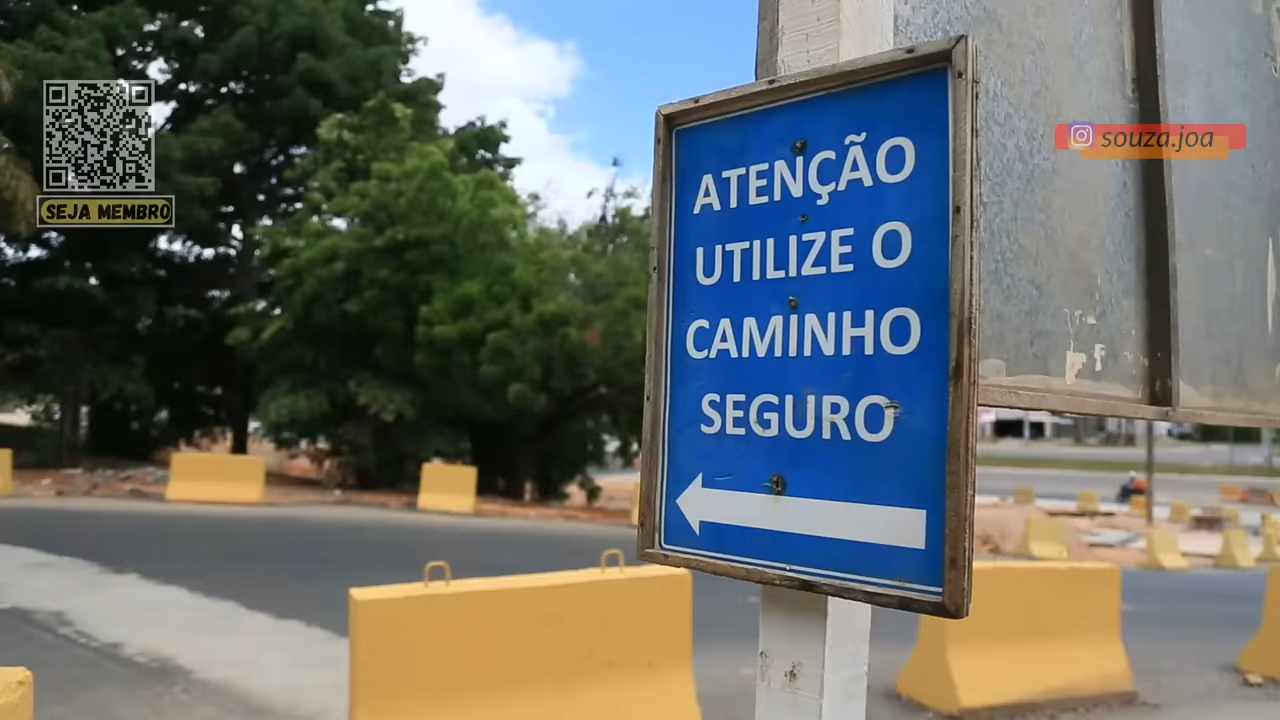 SEJA MEMBRO
souza.joa
ATENÇÃO
UTILIZE O
CAMINHO
SEGURO